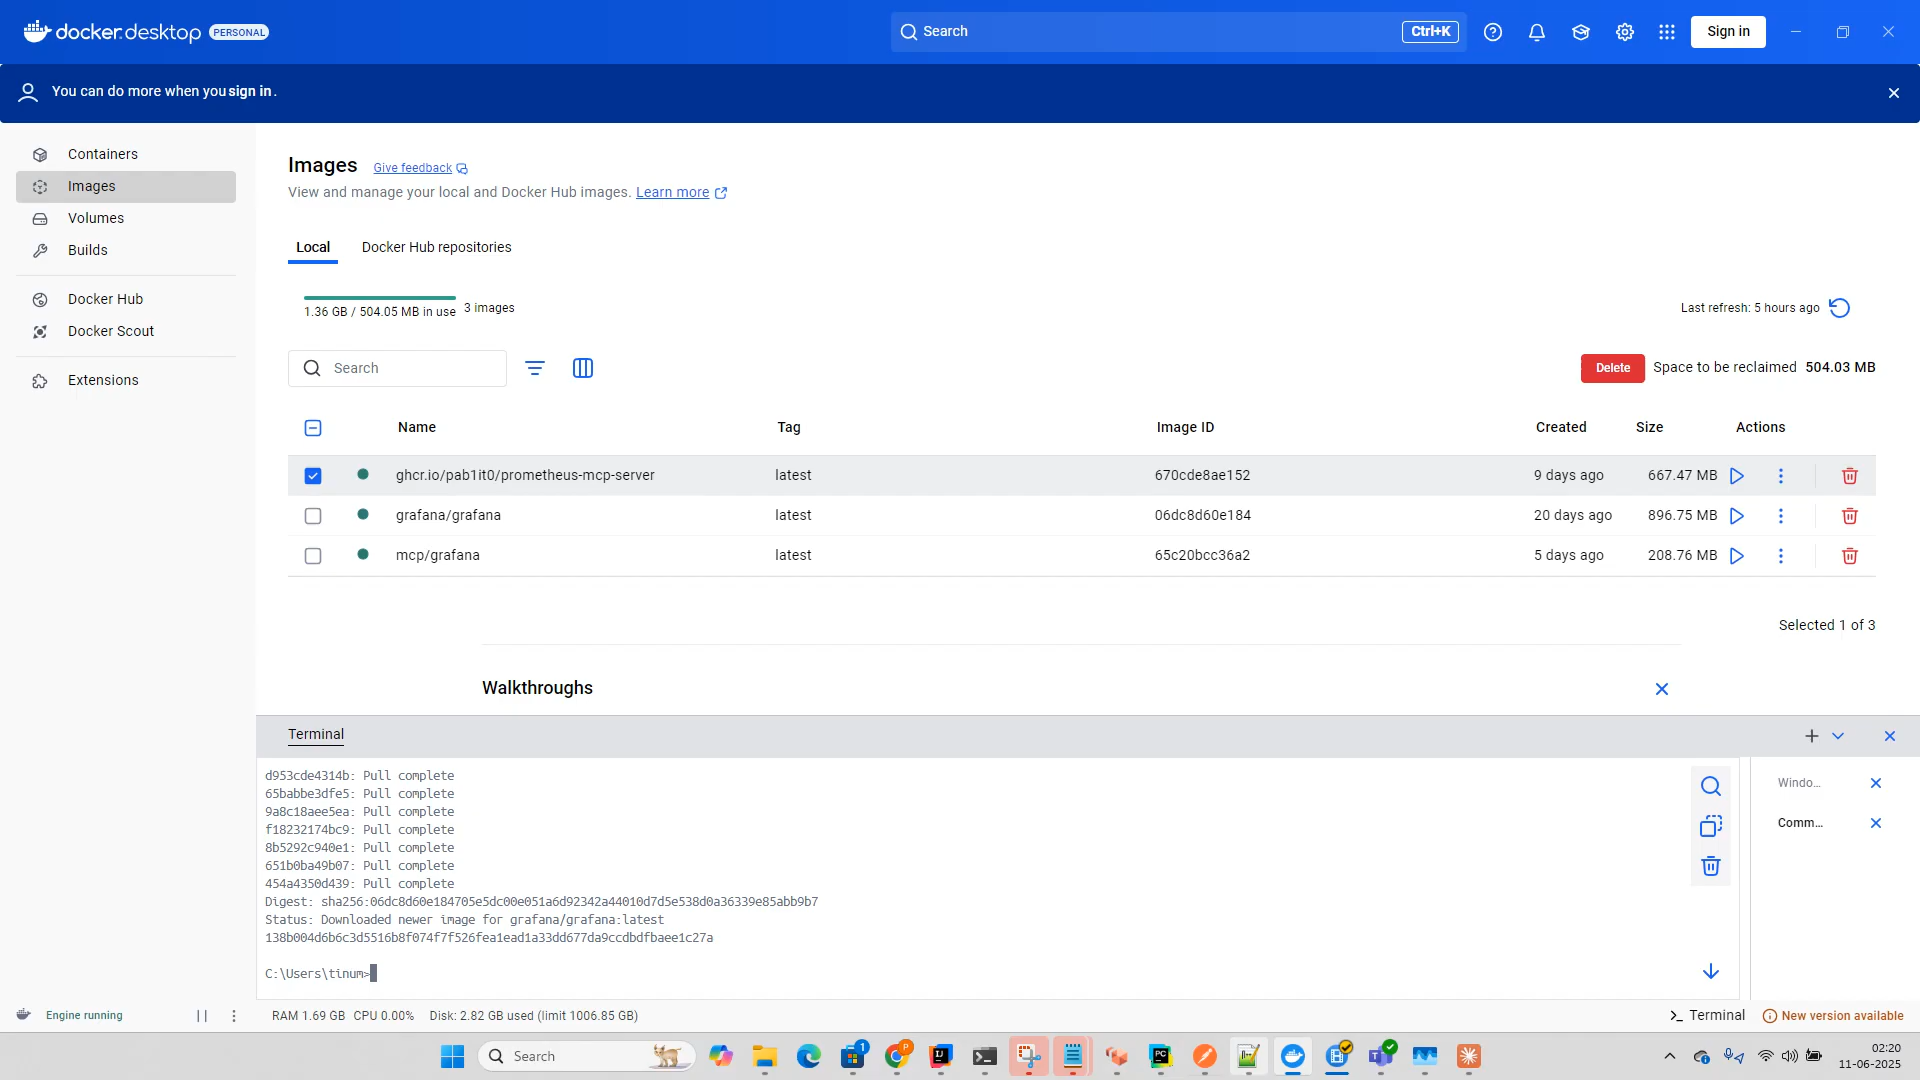 docker desktop PERSONAL
Search
Ctrl+K
Sign in
You can do more when you sign in.
Containers
Images
Volumes
Builds
Docker Hub
Docker Scout
Extensions
Images Give feedback
View and manage your local and Docker Hub images. Learn more
Local Docker Hub repositories
1.36 GB / 504.05 MB in use 3 images
Last refresh: 5 hours ago
Search
Delete Space to be reclaimed 504.03 MB
Name Tag Image ID Created Size Actions
ghcr.io/pab1it0/prometheus-mcp-server latest 670cde8ae152 9 days ago 667.47 MB
grafana/grafana latest 06dc8d60e184 20 days ago 896.75 MB
mcp/grafana latest 65c20bcc36a2 5 days ago 208.76 MB
Selected 1 of 3
Walkthroughs
Terminal
d953cde4314b: Pull complete
65babbe3dfe5: Pull complete
9a8c18aee5ea: Pull complete
f18232174bc9: Pull complete
8b5292c940e1: Pull complete
651b0ba49b07: Pull complete
454a4350d439: Pull complete
Digest: sha256:06dc8d60e184705e5dc00e051a6d92342a44010d7d5e538d0a36339e85abb9b7
Status: Downloaded newer image for grafana/grafana:latest
138b004d6b6c3d5516b8f074f7f526fea1ead1a33dd677da9ccdbdfbaee1c27a
C:\Users\tinum>
Windo...
Comm...
Engine running
RAM 1.69 GB CPU 0.00% Disk: 2.82 GB used (limit 1006.85 GB)
Terminal
New version available
Search
02:20
11-06-2025